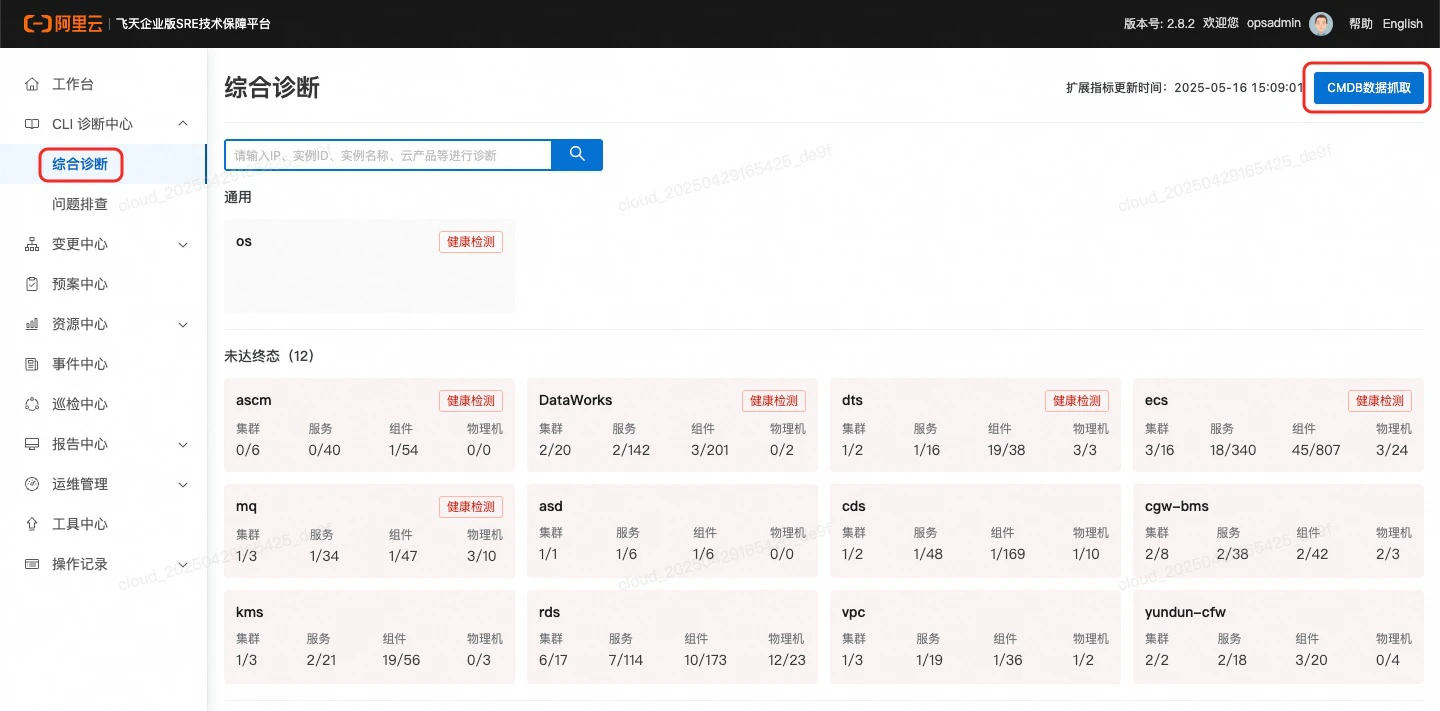 阿里云 飞天企业版SRE技术保障平台 版本号: 2.8.2 欢迎您 opsadmin 帮助 English
工作台
CLI 诊断中心
综合诊断
问题排查
变更中心
预案中心
资源中心
事件中心
巡检中心
报告中心
运维管理
工具中心
操作记录
综合诊断
扩展指标更新时间： 2025-05-16 15:09:01 CMDB数据抓取
请输入IP、实例ID、实例名称、云产品等进行诊断
通用
os 健康检测
未达终态（12）
ascm 健康检测
集群 服务 组件 物理机
0/6 0/40 1/54 0/0
DataWorks 健康检测
集群 服务 组件 物理机
2/20 2/142 3/201 0/2
dts 健康检测
集群 服务 组件 物理机
1/2 1/16 19/38 3/3
ecs 健康检测
集群 服务 组件 物理机
3/16 18/340 45/807 3/24
mq 健康检测
集群 服务 组件 物理机
1/3 1/34 1/47 3/10
asd
集群 服务 组件 物理机
1/1 1/6 1/6 0/0
cds
集群 服务 组件 物理机
1/2 1/48 1/169 1/10
cgw-bms
集群 服务 组件 物理机
2/8 2/38 2/42 2/3
kms
集群 服务 组件 物理机
1/3 2/21 19/56 0/3
rds
集群 服务 组件 物理机
6/17 7/114 10/173 12/23
vpc
集群 服务 组件 物理机
1/3 1/19 1/36 1/2
yundun-cfw
集群 服务 组件 物理机
2/2 2/18 3/20 0/4
cloud_20250429165425_da9f
cloud_20250429165425_da9f
cloud_20250429165425_da9f
cloud_20250429165425_da9f
cloud_20250429165425_da9f
cloud_20250429165425_da9f